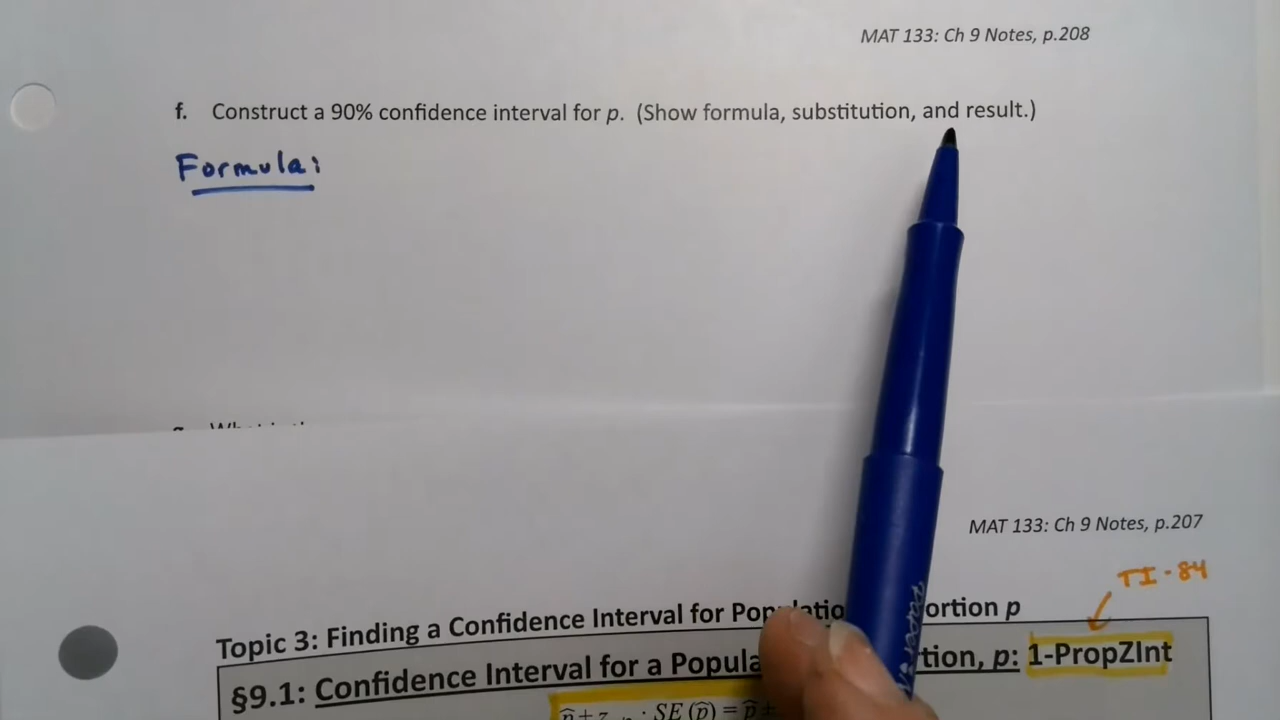 MAT 133: Ch 9 Notes, p.208
f. Construct a 90% confidence interval for p. (Show formula, substitution, and result.)
Formula:
MAT 133: Ch 9 Notes, p.207
TI-84
Topic 3: Finding a Confidence Interval for Population ortion p
§9.1: Confidence Interval for a Popula tion, p: 1-PropZInt
· SE(p̂) = p̂ ±